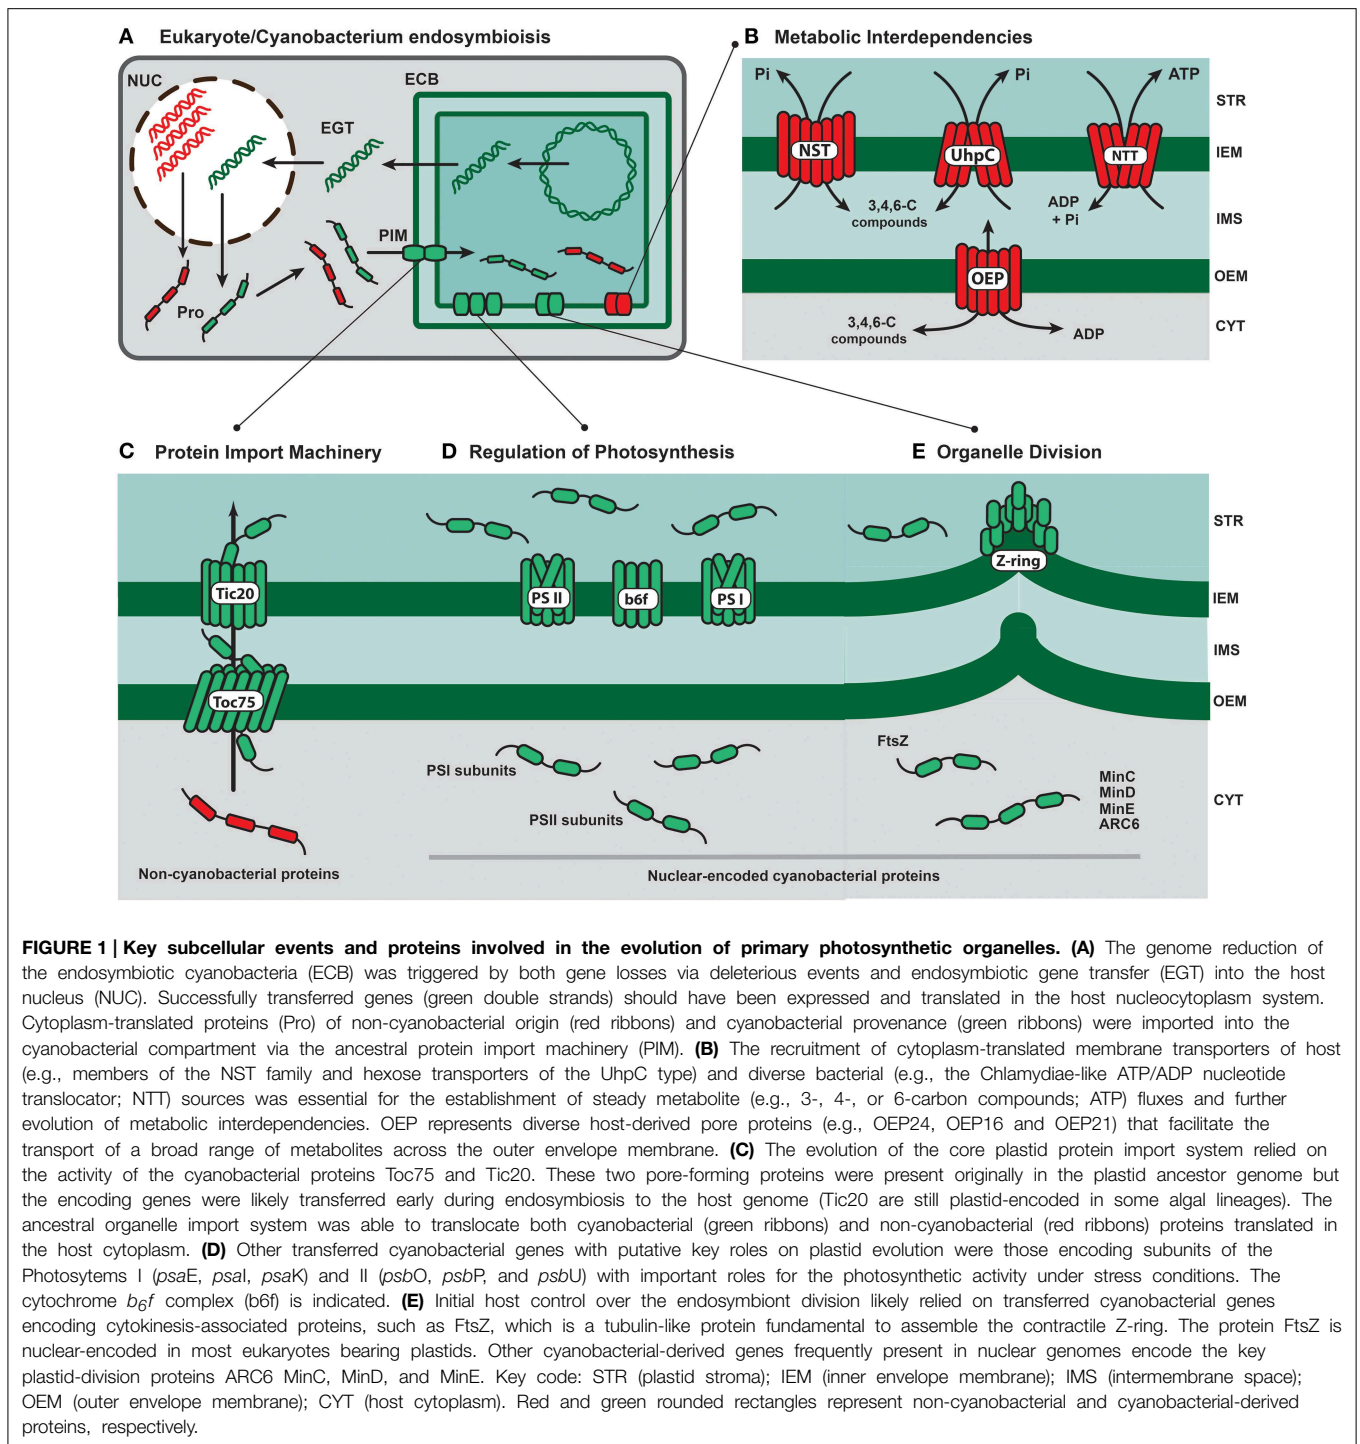 A Eukaryote/Cyanobacterium endosymbioisis
NUC
ECB
EGT
PIM
Pro
B Metabolic Interdependencies
Pi
Pi
ATP
STR
NST
UhpC
NTT
IEM
3,4,6-C
compounds
ADP
+ Pi
IMS
OEP
OEM
3,4,6-C
compounds
ADP
CYT
C Protein Import Machinery
Tic20
Toc75
Non-cyanobacterial proteins
D Regulation of Photosynthesis
PS II
b6f
PS I
PSI subunits
PSII subunits
Nuclear-encoded cyanobacterial proteins
E Organelle Division
Z-ring
FtsZ
MinC
MinD
MinE
ARC6
STR
IEM
IMS
OEM
CYT
FIGURE 1 | Key subcellular events and proteins involved in the evolution of primary photosynthetic organelles. (A) The genome reduction of
the endosymbiotic cyanobacteria (ECB) was triggered by both gene losses via deleterious events and endosymbiotic gene transfer (EGT) into the host
nucleus (NUC). Successfully transferred genes (green double strands) should have been expressed and translated in the host nucleocytoplasm system.
Cytoplasm-translated proteins (Pro) of non-cyanobacterial origin (red ribbons) and cyanobacterial provenance (green ribbons) were imported into the
cyanobacterial compartment via the ancestral protein import machinery (PIM). (B) The recruitment of cytoplasm-translated membrane transporters of host
(e.g., members of the NST family and hexose transporters of the UhpC type) and diverse bacterial (e.g., the Chlamydiae-like ATP/ADP nucleotide
translocator; NTT) sources was essential for the establishment of steady metabolite (e.g., 3-, 4-, or 6-carbon compounds; ATP) fluxes and further
evolution of metabolic interdependencies. OEP represents diverse host-derived pore proteins (e.g., OEP24, OEP16 and OEP21) that facilitate the
transport of a broad range of metabolites across the outer envelope membrane. (C) The evolution of the core plastid protein import system relied on
the activity of the cyanobacterial proteins Toc75 and Tic20. These two pore-forming proteins were present originally in the plastid ancestor genome but
the encoding genes were likely transferred early during endosymbiosis to the host genome (Tic20 are still plastid-encoded in some algal lineages). The
ancestral organelle import system was able to translocate both cyanobacterial (green ribbons) and non-cyanobacterial (red ribbons) proteins translated in
the host cytoplasm. (D) Other transferred cyanobacterial genes with putative key roles on plastid evolution were those encoding subunits of the
Photosytems I (psaE, psaI, psaK) and II (psbO, psbP, and psbU) with important roles for the photosynthetic activity under stress conditions. The
cytochrome b6f complex (b6f) is indicated. (E) Initial host control over the endosymbiont division likely relied on transferred cyanobacterial genes
encoding cytokinesis-associated proteins, such as FtsZ, which is a tubulin-like protein fundamental to assemble the contractile Z-ring. The protein FtsZ is
nuclear-encoded in most eukaryotes bearing plastids. Other cyanobacterial-derived genes frequently present in nuclear genomes encode the key
plastid-division proteins ARC6 MinC, MinD, and MinE. Key code: STR (plastid stroma); IEM (inner envelope membrane); IMS (intermembrane space);
OEM (outer envelope membrane); CYT (host cytoplasm). Red and green rounded rectangles represent non-cyanobacterial and cyanobacterial-derived
proteins, respectively.